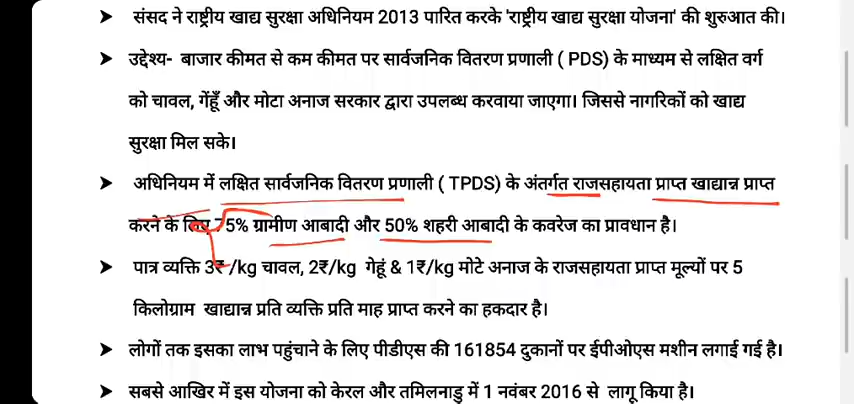 ➤ संसद ने राष्ट्रीय खाद्य सुरक्षा अधिनियम 2013 पारित करके 'राष्ट्रीय खाद्य सुरक्षा योजना' की शुरुआत की।
➤ उद्देश्य- बाजार कीमत से कम कीमत पर सार्वजनिक वितरण प्रणाली ( PDS) के माध्यम से लक्षित वर्ग
को चावल, गेंहूँ और मोटा अनाज सरकार द्वारा उपलब्ध करवाया जाएगा। जिससे नागरिकों को खाद्य
सुरक्षा मिल सके।
➤ अधिनियम में लक्षित सार्वजनिक वितरण प्रणाली ( TPDS) के अंतर्गत राजसहायता प्राप्त खाद्यान्न प्राप्त
करने के लिए 75% ग्रामीण आबादी और 50% शहरी आबादी के कवरेज का प्रावधान है।
➤ पात्र व्यक्ति 3₹/kg चावल, 2₹/kg गेहूं & 1₹/kg मोटे अनाज के राजसहायता प्राप्त मूल्यों पर 5
किलोग्राम खाद्यान्न प्रति व्यक्ति प्रति माह प्राप्त करने का हकदार है।
➤ लोगों तक इसका लाभ पहुंचाने के लिए पीडीएस की 161854 दुकानों पर ईपीओएस मशीन लगाई गई है।
➤ सबसे आखिर में इस योजना को केरल और तमिलनाडु में 1 नवंबर 2016 से लागू किया है।